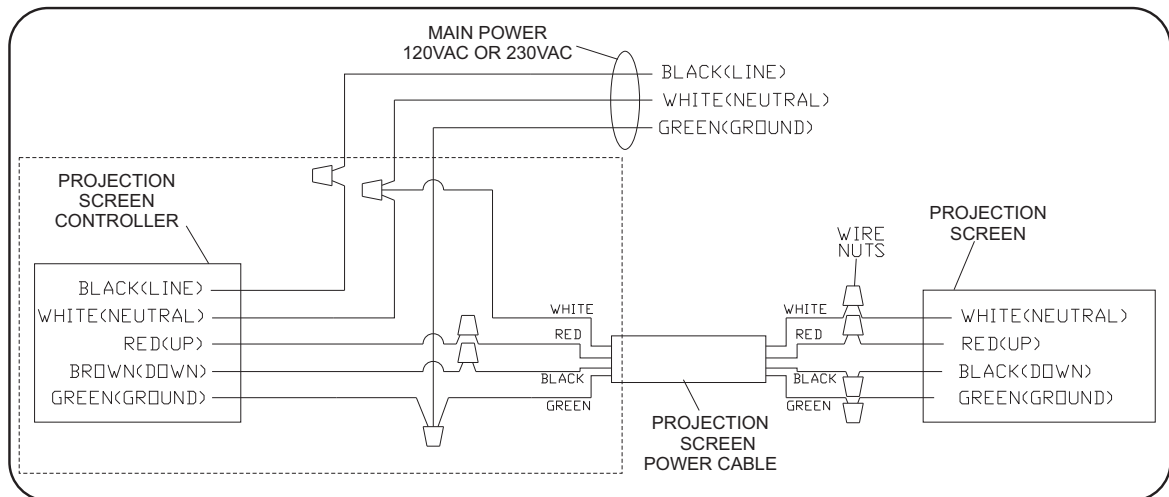 MAIN POWER
120VAC OR 230VAC
BLACK(LINE)
WHITE(NEUTRAL)
GREEN(GROUND)
PROJECTION
SCREEN
CONTROLLER
BLACK(LINE)
WHITE(NEUTRAL)
RED(UP)
BROWN(DOWN)
GREEN(GROUND)
WHITE
RED
BLACK
GREEN
PROJECTION
SCREEN
POWER CABLE
WHITE
RED
BLACK
GREEN
WIRE
NUTS
PROJECTION
SCREEN
WHITE(NEUTRAL)
RED(UP)
BLACK(DOWN)
GREEN(GROUND)